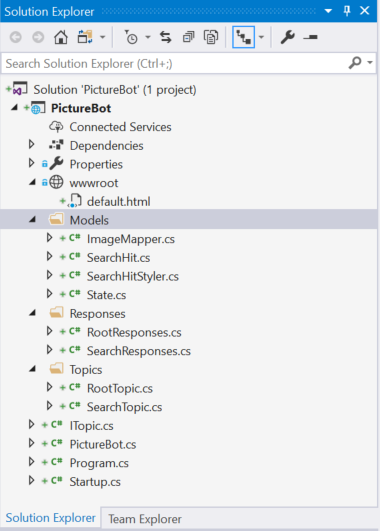 Solution Explorer
Search Solution Explorer (Ctrl+;)
Solution 'PictureBot' (1 project)
PictureBot
Connected Services
Dependencies
Properties
wwwroot
default.html
Models
C# ImageMapper.cs
C# SearchHit.cs
C# SearchHitStyler.cs
C# State.cs
Responses
C# RootResponses.cs
C# SearchResponses.cs
Topics
C# RootTopic.cs
C# SearchTopic.cs
C# ITopic.cs
C# PictureBot.cs
C# Program.cs
C# Startup.cs
Solution Explorer Team Explorer